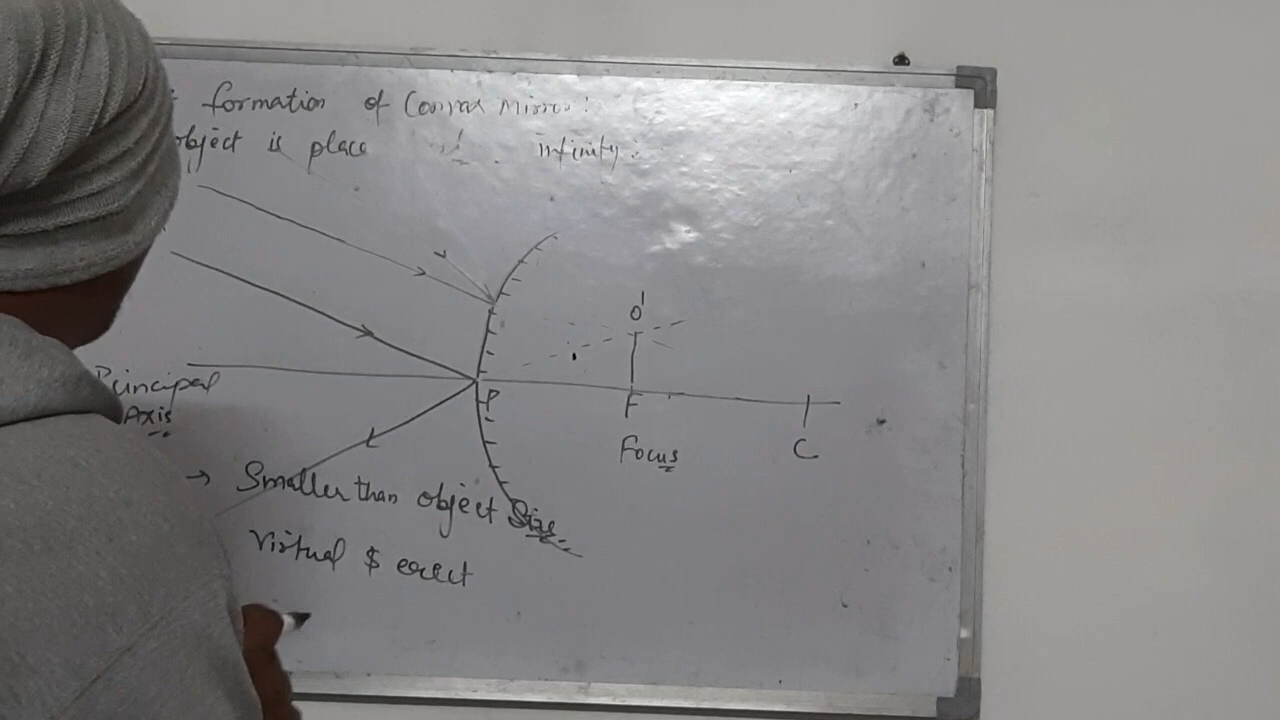 formation of Convex Mirror:
object is place infinity:
O'
P
F
C
Principal
Axis
Focus
→ Smaller than object Size.
Virtual $ erect